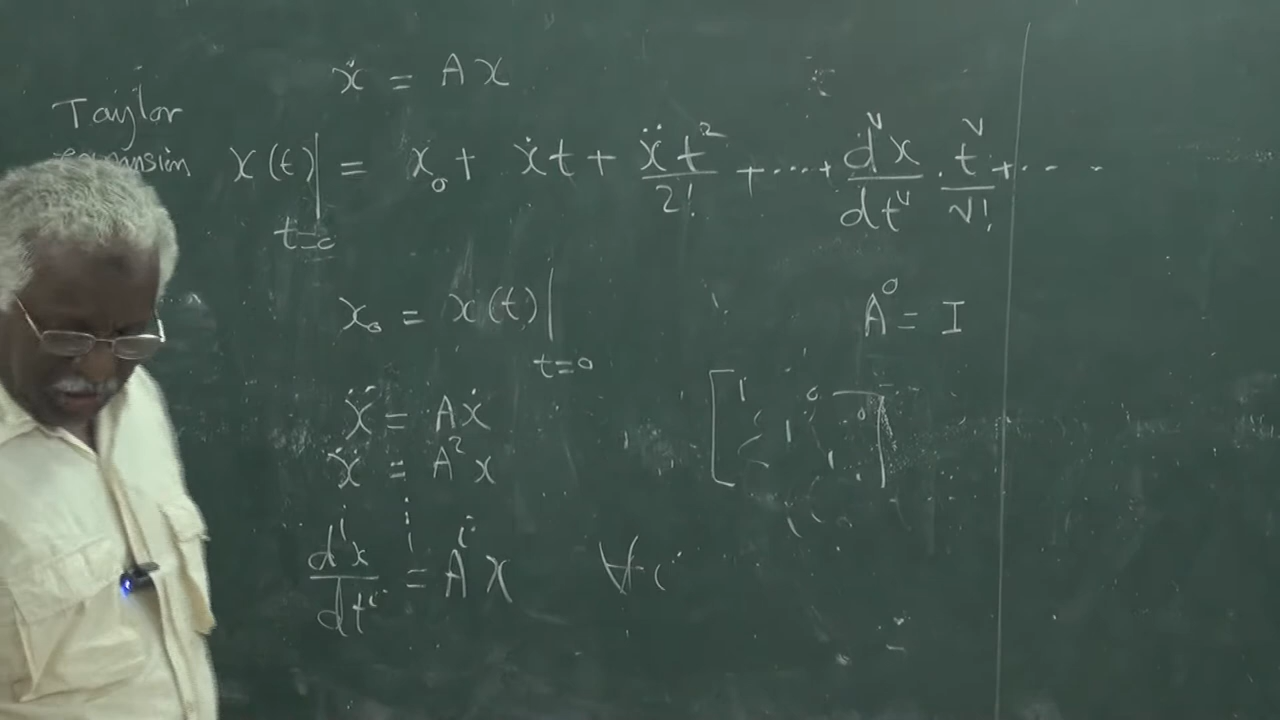 ẋ = Ax
Taylor
expansion
x(t)|ₜ₌₀ = x₀ + ẋt + ẍt²/2! + ···· + dᵛx/dtᵛ · tᵛ/ν! + ···
x₀ = x(t)|ₜ₌₀
A⁰ = I
ẍ = Aẋ
ẍ = A²x
dⁱx/dtⁱ = Aⁱx ∀i